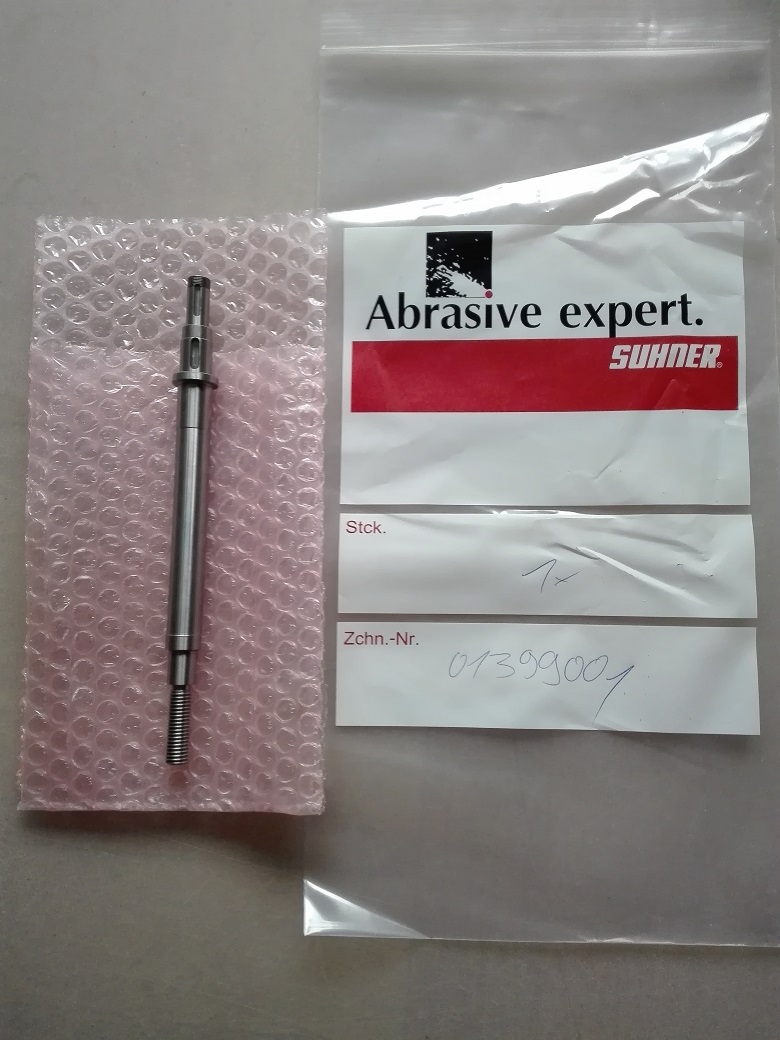 Abrasive expert.
SUHNER®
Stck.
1x
Zchn.-Nr.
01399001